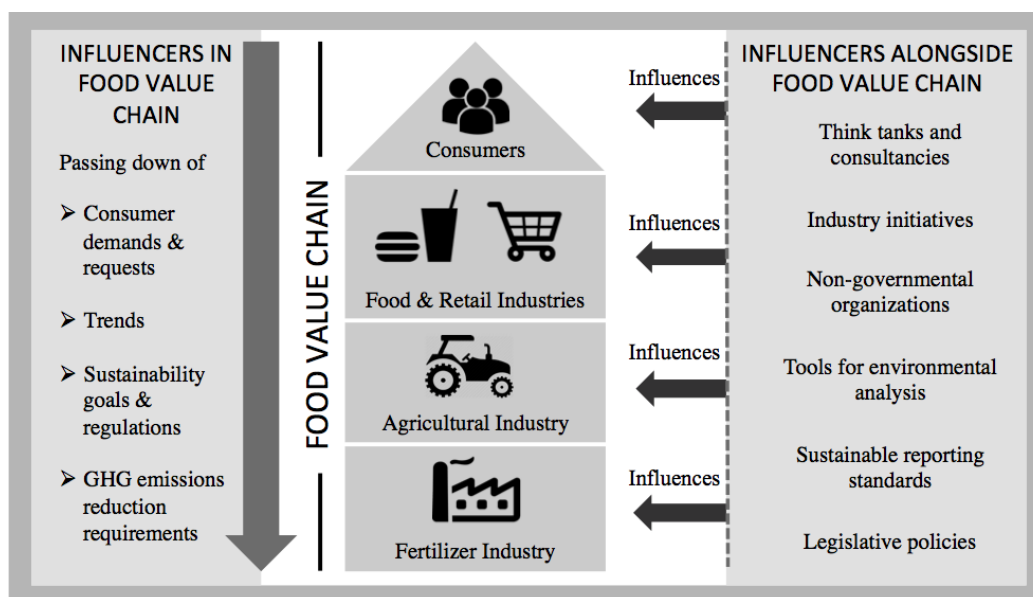 INFLUENCERS IN
FOOD VALUE
CHAIN
Passing down of
➢ Consumer
demands &
requests
➢ Trends
➢ Sustainability
goals &
regulations
➢ GHG emissions
reduction
requirements
FOOD VALUE CHAIN
Consumers
Food & Retail Industries
Agricultural Industry
Fertilizer Industry
Influences
Influences
Influences
Influences
INFLUENCERS ALONGSIDE
FOOD VALUE CHAIN
Think tanks and
consultancies
Industry initiatives
Non-governmental
organizations
Tools for environmental
analysis
Sustainable reporting
standards
Legislative policies